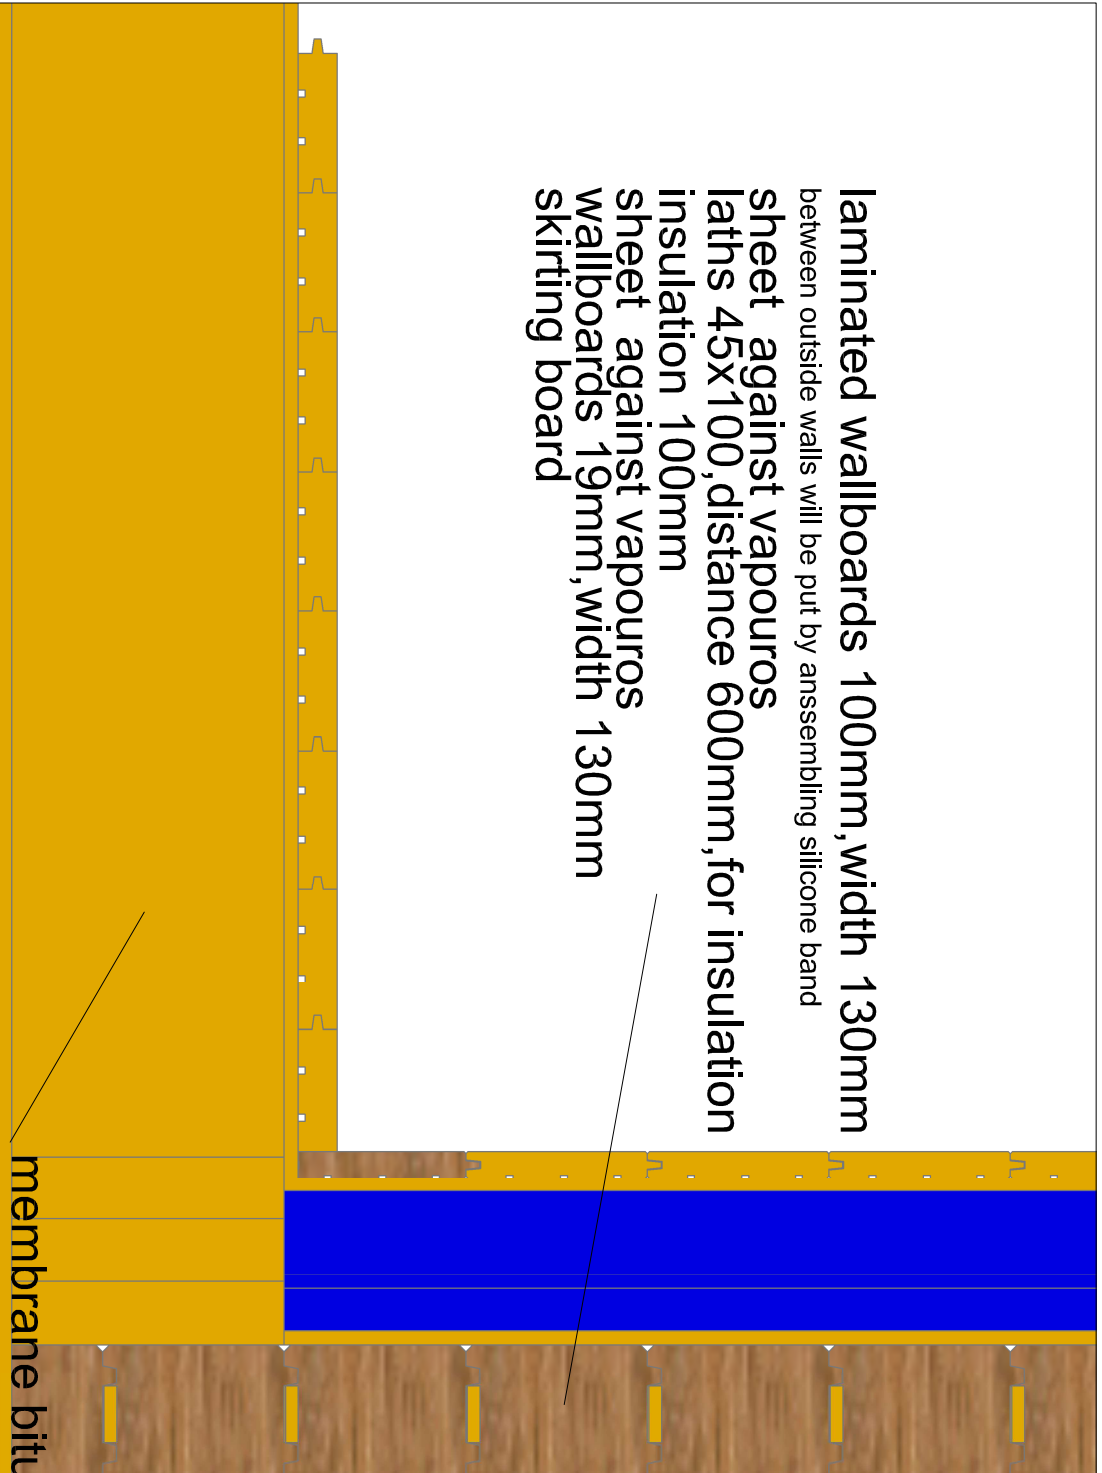 laminated wallboards 100mm,width 130mm
between outside walls will be put by anssembling silicone band
sheet against vapouros
laths 45x100,distance 600mm,for insulation
insulation 100mm
sheet against vapouros
wallboards 19mm,width 130mm
skirting board
membrane bitu